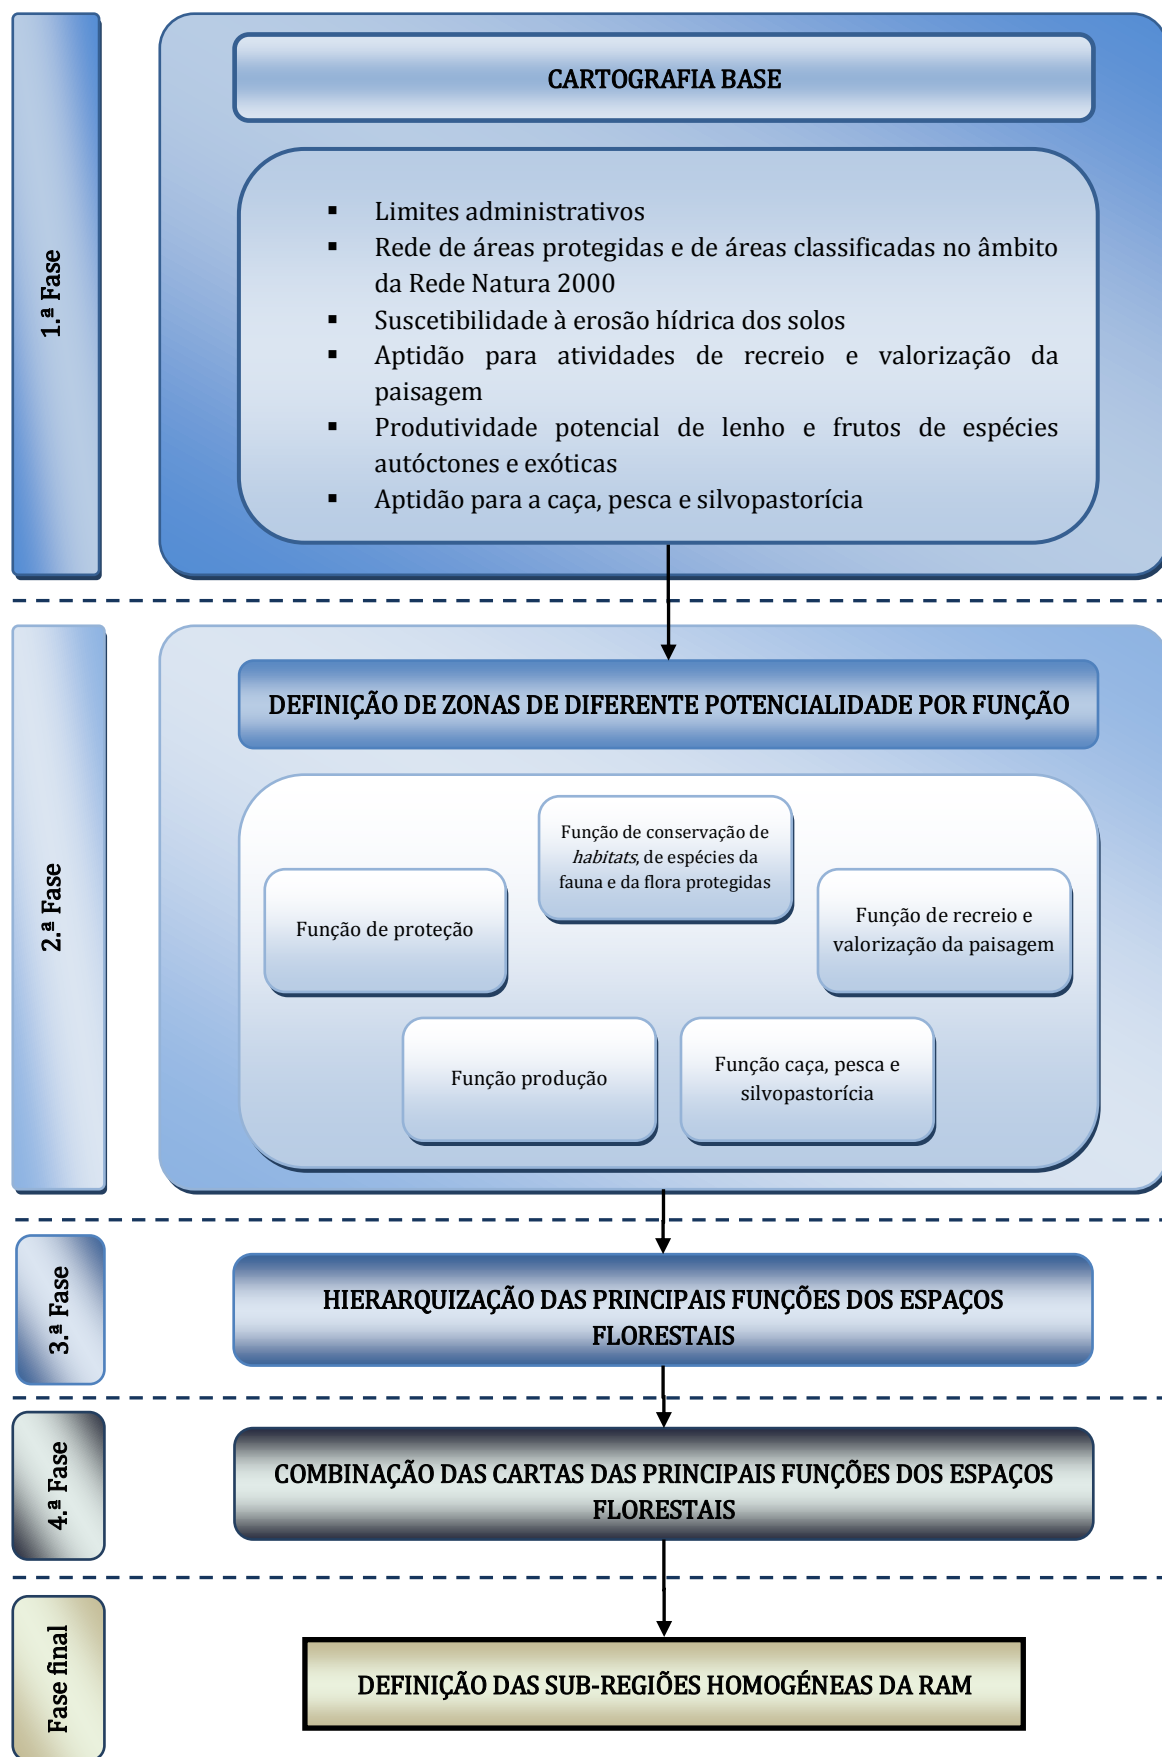 1.ª Fase
CARTOGRAFIA BASE
▪ Limites administrativos
▪ Rede de áreas protegidas e de áreas classificadas no âmbito
da Rede Natura 2000
▪ Suscetibilidade à erosão hídrica dos solos
▪ Aptidão para atividades de recreio e valorização da
paisagem
▪ Produtividade potencial de lenho e frutos de espécies
autóctones e exóticas
▪ Aptidão para a caça, pesca e silvopastorícia
2.ª Fase
DEFINIÇÃO DE ZONAS DE DIFERENTE POTENCIALIDADE POR FUNÇÃO
Função de conservação de
habitats, de espécies da
fauna e da flora protegidas
Função de proteção
Função de recreio e
valorização da paisagem
Função produção
Função caça, pesca e
silvopastorícia
3.ª Fase
HIERARQUIZAÇÃO DAS PRINCIPAIS FUNÇÕES DOS ESPAÇOS
FLORESTAIS
4.ª Fase
COMBINAÇÃO DAS CARTAS DAS PRINCIPAIS FUNÇÕES DOS ESPAÇOS
FLORESTAIS
Fase final
DEFINIÇÃO DAS SUB-REGIÕES HOMOGÉNEAS DA RAM